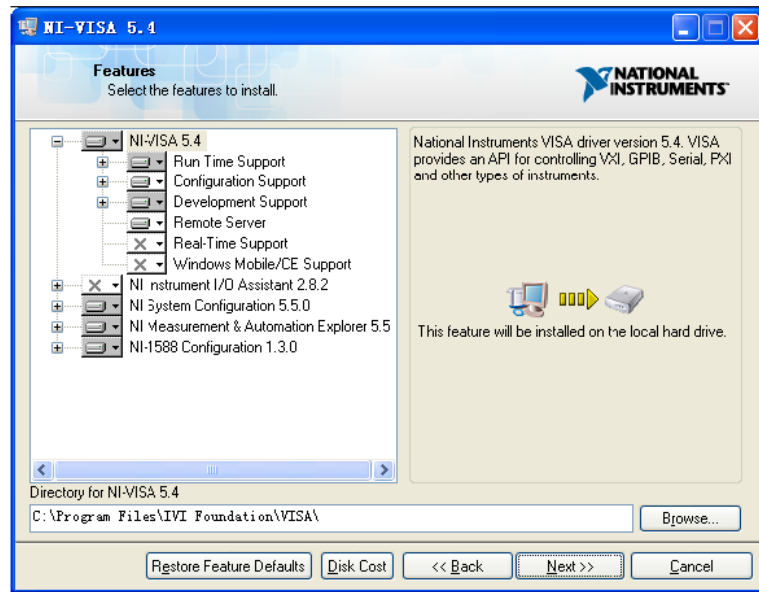 NI-VISA 5.4
Features
Select the features to install.
NATIONAL
INSTRUMENTS
NI-VISA 5.4
Run Time Support
Configuration Support
Development Support
Remote Server
Real-Time Support
Windows Mobile/CE Support
NI Instrument I/O Assistant 2.8.2
NI System Configuration 5.5.0
NI Measurement & Automation Explorer 5.5
NI-1588 Configuration 1.3.0
National Instruments VISA driver version 5.4. VISA
provides an API for controlling VXI, GPIB, Serial, PXI
and other types of instruments.
This feature will be installed on the local hard drive.
Directory for NI-VISA 5.4
C:\Program Files\IVI Foundation\VISA\
Browse...
Restore Feature Defaults
Disk Cost
<< Back
Next >>
Cancel